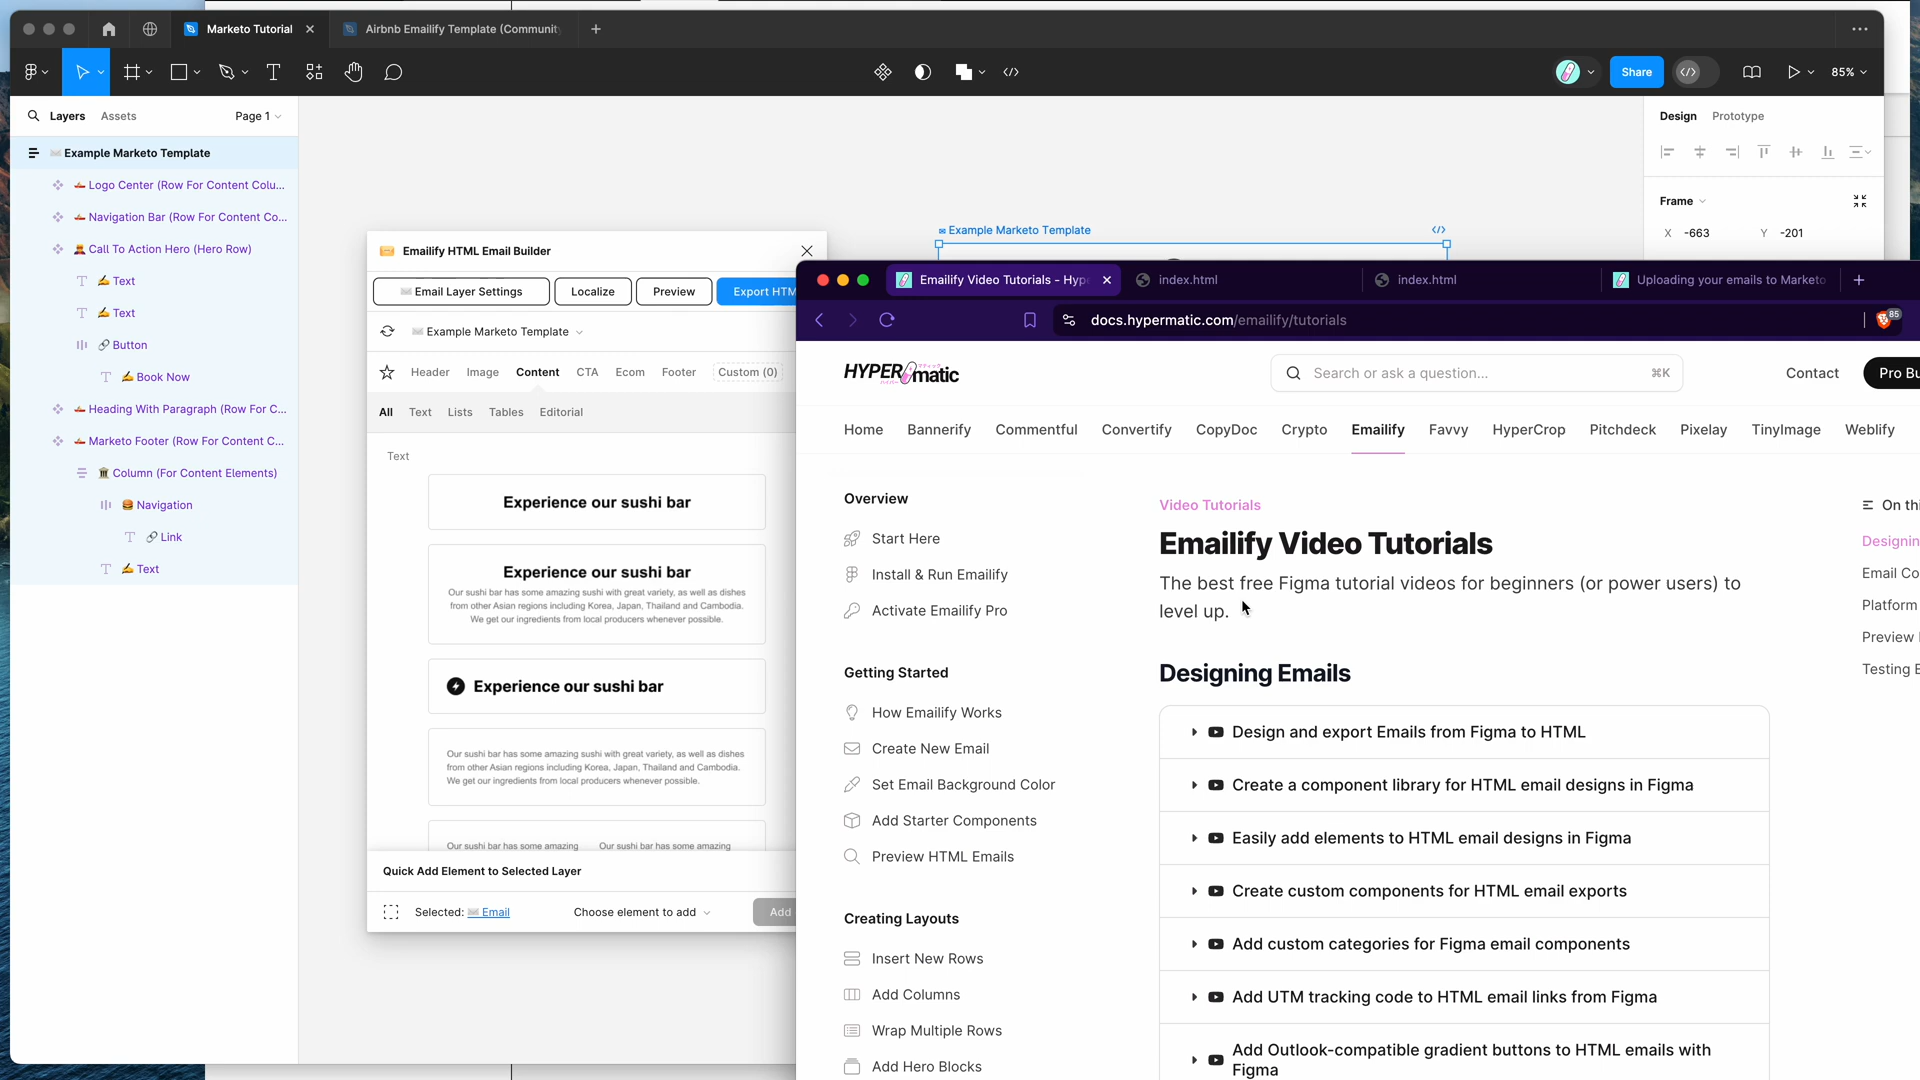 Marketo Tutorial
Airbnb Emailify Template (Communit
Share
85%
Layers
Assets
Page 1
Example Marketo Template
Logo Center (Row For Content Colu...
Navigation Bar (Row For Content Co...
Call To Action Hero (Hero Row)
Text
Text
Button
Book Now
Heading With Paragraph (Row For C...
Marketo Footer (Row For Content C...
Column (For Content Elements)
Navigation
Link
Text
Example Marketo Template
Design
Prototype
Frame
X -663
Y -201
Emailify HTML Email Builder
Email Layer Settings
Localize
Preview
Export HTM
Example Marketo Template
Header
Image
Content
CTA
Ecom
Footer
Custom (0)
All
Text
Lists
Tables
Editorial
Text
Experience our sushi bar
Experience our sushi bar
Our sushi bar has some amazing sushi with great variety, as well as dishes
from other Asian regions including Korea, Japan, Thailand and Cambodia.
We get our ingredients from local producers whenever possible.
Experience our sushi bar
Our sushi bar has some amazing sushi with great variety, as well as dishes
from other Asian regions including Korea, Japan, Thailand and Cambodia.
We get our ingredients from local producers whenever possible.
Our sushi bar has some amazing
Our sushi bar has some amazing
Quick Add Element to Selected Layer
Selected: Email
Choose element to add
Add
Emailify Video Tutorials - Hype
index.html
index.html
Uploading your emails to Marketo
docs.hypermatic.com/emailify/tutorials
85
HYPERmatic
Search or ask a question...
⌘K
Contact
Pro Bu
Home
Bannerify
Commentful
Convertify
CopyDoc
Crypto
Emailify
Favvy
HyperCrop
Pitchdeck
Pixelay
TinyImage
Weblify
Overview
Start Here
Install & Run Emailify
Activate Emailify Pro
Getting Started
How Emailify Works
Create New Email
Set Email Background Color
Add Starter Components
Preview HTML Emails
Creating Layouts
Insert New Rows
Add Columns
Wrap Multiple Rows
Add Hero Blocks
Video Tutorials
Emailify Video Tutorials
The best free Figma tutorial videos for beginners (or power users) to
level up.
Designing Emails
Design and export Emails from Figma to HTML
Create a component library for HTML email designs in Figma
Easily add elements to HTML email designs in Figma
Create custom components for HTML email exports
Add custom categories for Figma email components
Add UTM tracking code to HTML email links from Figma
Add Outlook-compatible gradient buttons to HTML emails with
Figma
On thi
Designin
Email Co
Platform
Preview
Testing E